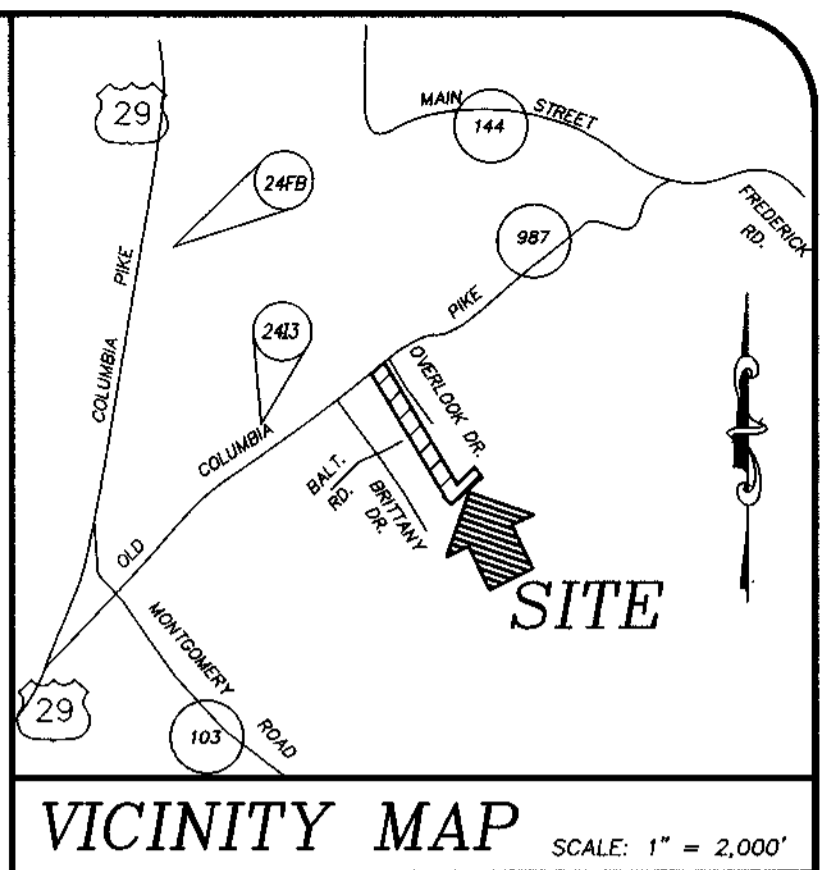 29
MAIN STREET
144
24FB
FREDERICK
RD.
987
COLUMBIA PIKE
24I3
OLD COLUMBIA PIKE
OVERLOOK DR.
BALT.
RD.
BRITTANY
DR.
SITE
MONTGOMERY ROAD
29
103
VICINITY MAP
SCALE: 1" = 2,000'